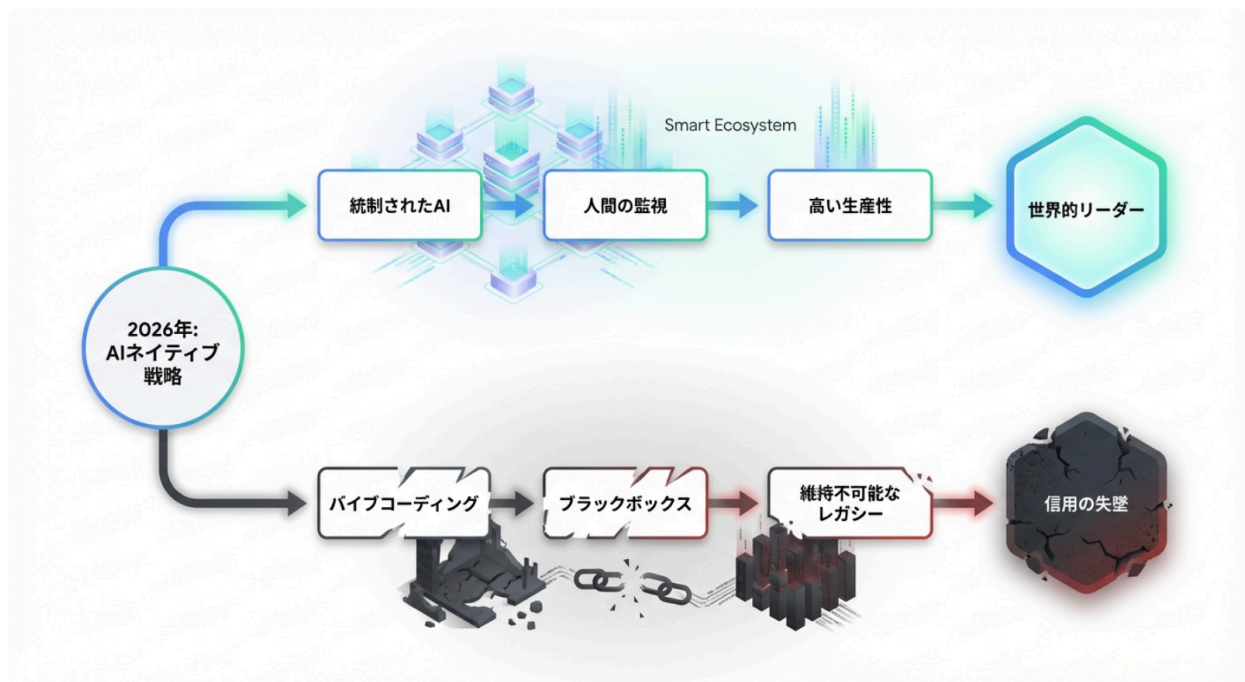 Smart Ecosystem
統制されたAI
人間の監視
高い生産性
世界的リーダー
2026年:
AIネイティブ
戦略
バイブコーディング
ブラックボックス
維持不可能な
レガシー
信用の失墜